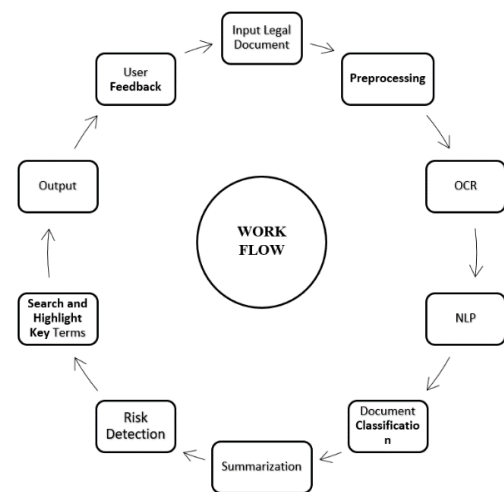 Input Legal
Document
Preprocessing
OCR
NLP
Document
Classificatio
n
Summarization
Risk
Detection
Search and
Highlight
Key Terms
Output
User
Feedback
WORK
FLOW